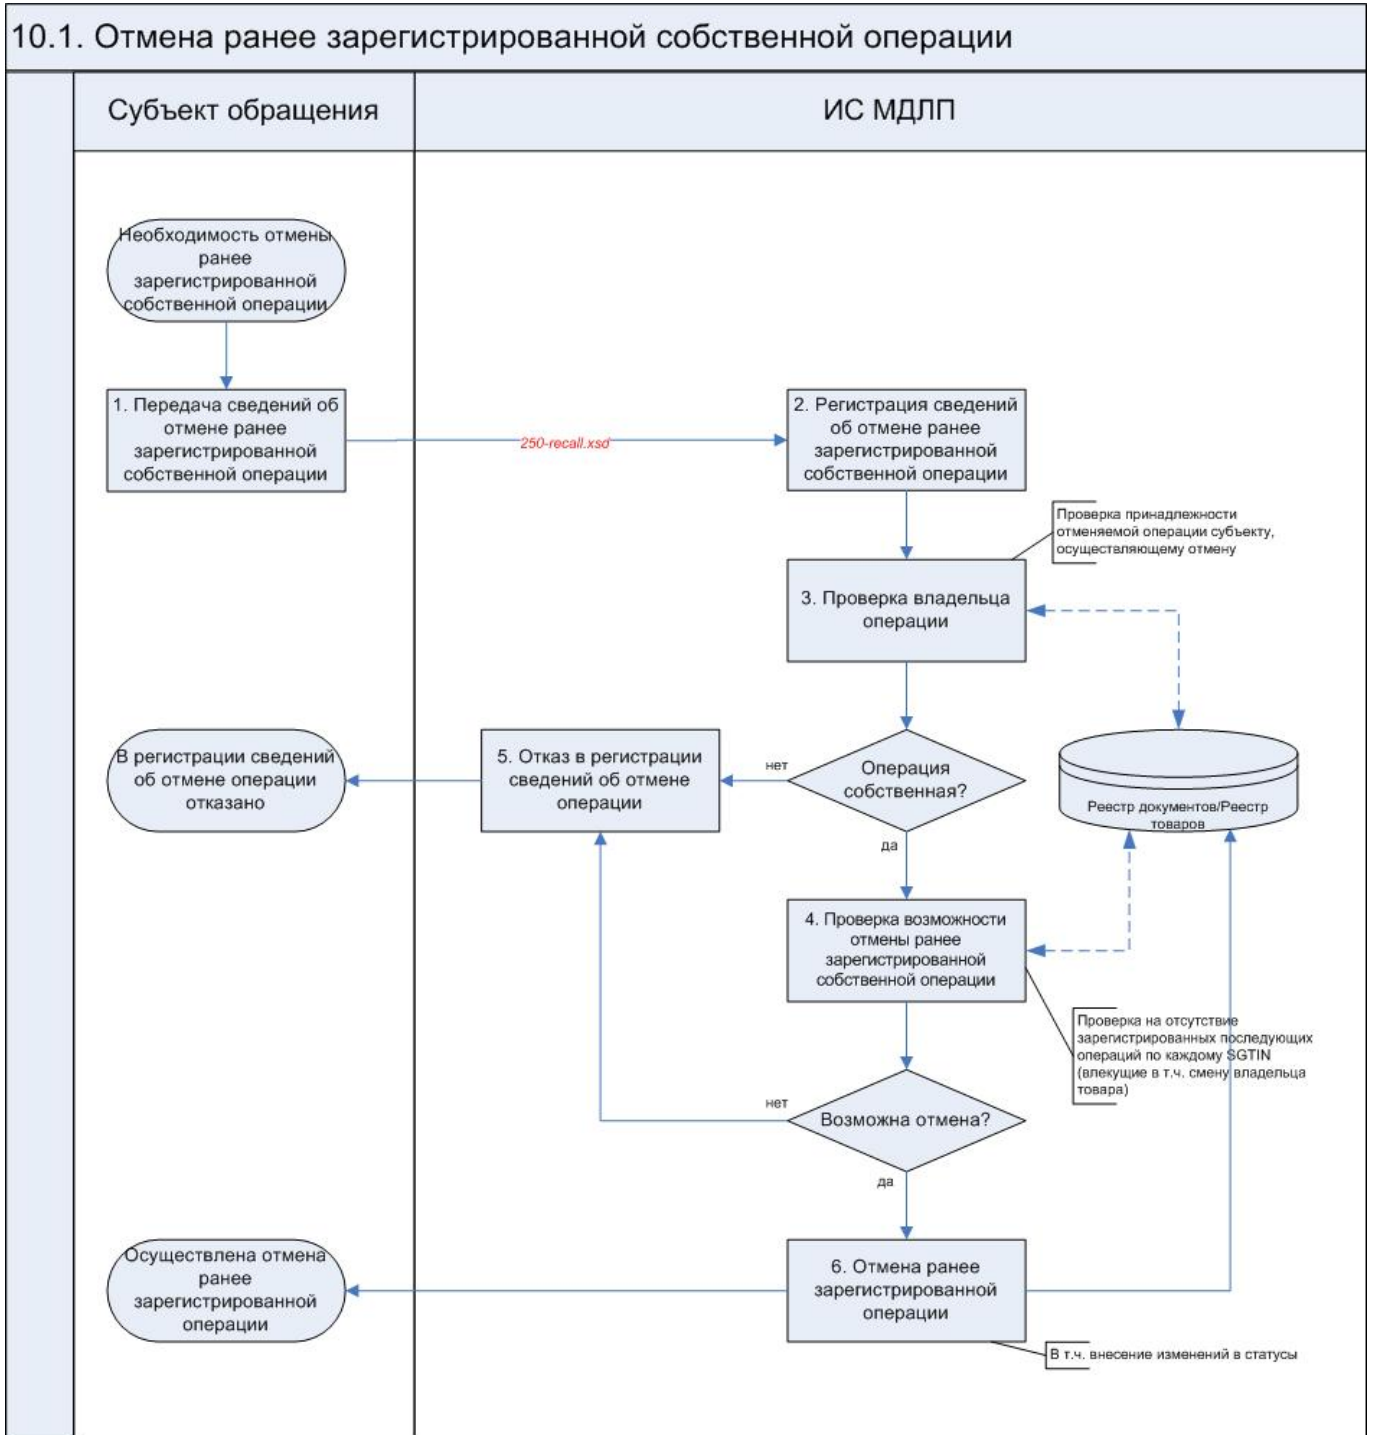 10.1. Отмена ранее зарегистрированной собственной операции
Субъект обращения
ИС МДЛП
Необходимость отмены
ранее
зарегистрированной
собственной операции
1. Передача сведений об
отмене ранее
зарегистрированной
собственной операции
250-recall.xsd
2. Регистрация сведений
об отмене ранее
зарегистрированной
собственной операции
Проверка принадлежности
отменяемой операции субъекту,
осуществляющему отмену
3. Проверка владельца
операции
В регистрации сведений
об отмене операции
отказано
5. Отказ в регистрации
сведений об отмене
операции
нет
Операция
собственная?
Реестр документов/Реестр
товаров
да
4. Проверка возможности
отмены ранее
зарегистрированной
собственной операции
Проверка на отсутствие
зарегистрированных последующих
операций по каждому SGTIN
(влекущие в т.ч. смену владельца
товара)
нет
Возможна отмена?
да
Осуществлена отмена
ранее
зарегистрированной
операции
6. Отмена ранее
зарегистрированной
операции
В т.ч. внесение изменений в статусы